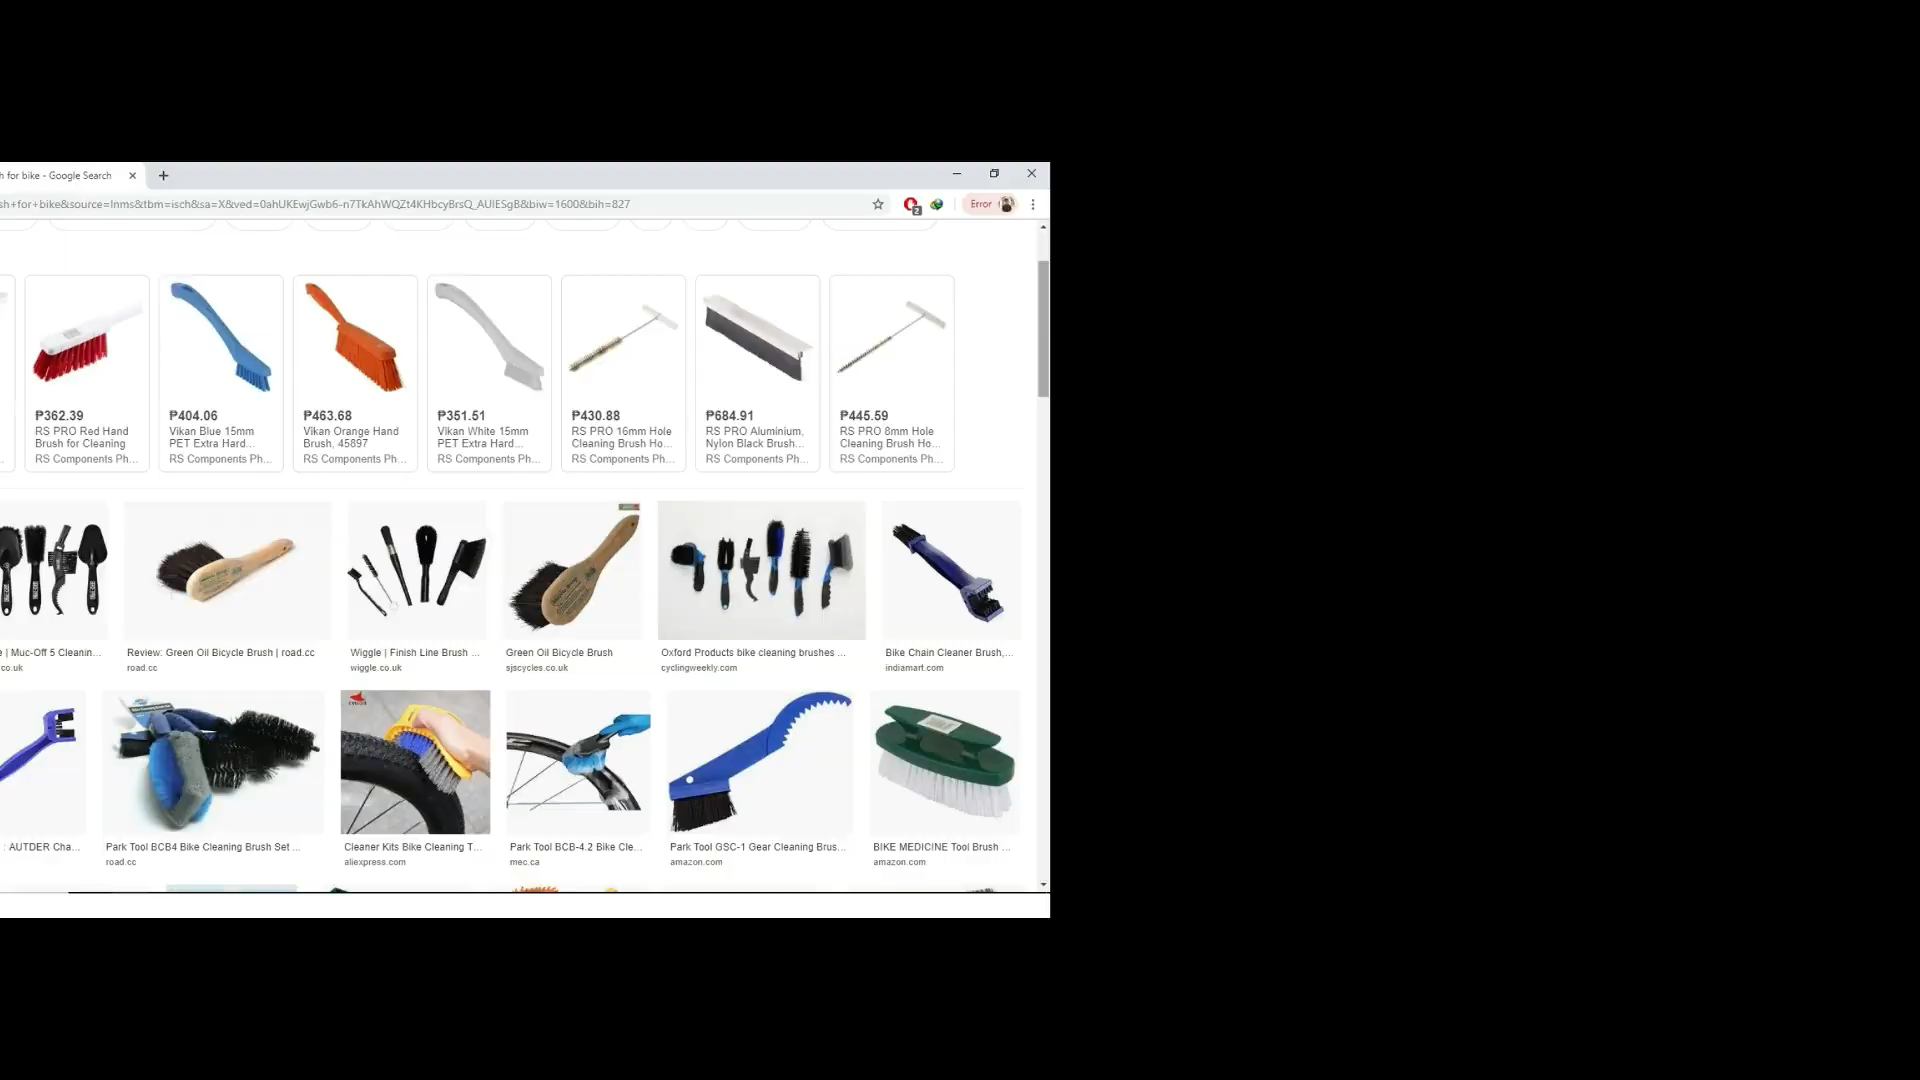 h for bike - Google Search
sh+for+bike&source=lnms&tbm=isch&sa=X&ved=0ahUKEwjGwb6-n7TkAhWQZt4KHbcyBrsQ_AUIESgB&biw=1600&bih=827
2
Error
₱362.39
RS PRO Red Hand
Brush for Cleaning
RS Components Ph...
₱404.06
Vikan Blue 15mm
PET Extra Hard...
RS Components Ph...
₱463.68
Vikan Orange Hand
Brush, 45897
RS Components Ph...
₱351.51
Vikan White 15mm
PET Extra Hard...
RS Components Ph...
₱430.88
RS PRO 16mm Hole
Cleaning Brush Ho...
RS Components Ph...
₱684.91
RS PRO Aluminium,
Nylon Black Brush...
RS Components Ph...
₱445.59
RS PRO 8mm Hole
Cleaning Brush Ho...
RS Components Ph...
e | Muc-Off 5 Cleanin...
co.uk
Review: Green Oil Bicycle Brush | road.cc
road.cc
Wiggle | Finish Line Brush ...
wiggle.co.uk
Green Oil Bicycle Brush
sjscycles.co.uk
Oxford Products bike cleaning brushes ...
cyclingweekly.com
Bike Chain Cleaner Brush,...
indiamart.com
: AUTDER Cha...
Park Tool BCB4 Bike Cleaning Brush Set ...
road.cc
Cleaner Kits Bike Cleaning T...
aliexpress.com
Park Tool BCB-4.2 Bike Cle...
mec.ca
Park Tool GSC-1 Gear Cleaning Brus...
amazon.com
BIKE MEDICINE Tool Brush ...
amazon.com